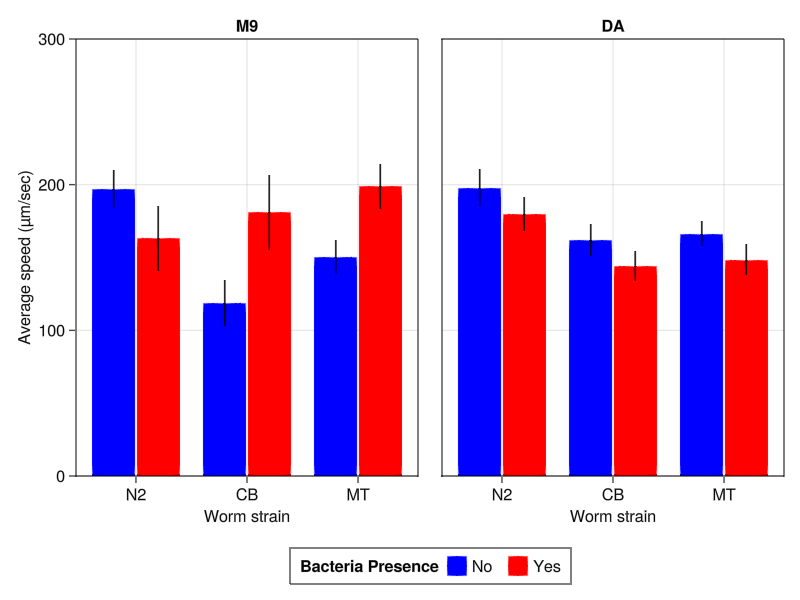 M9
DA
Average speed (µm/sec)
300
200
100
0
N2
CB
MT
N2
CB
MT
Worm strain
Worm strain
Bacteria Presence No Yes